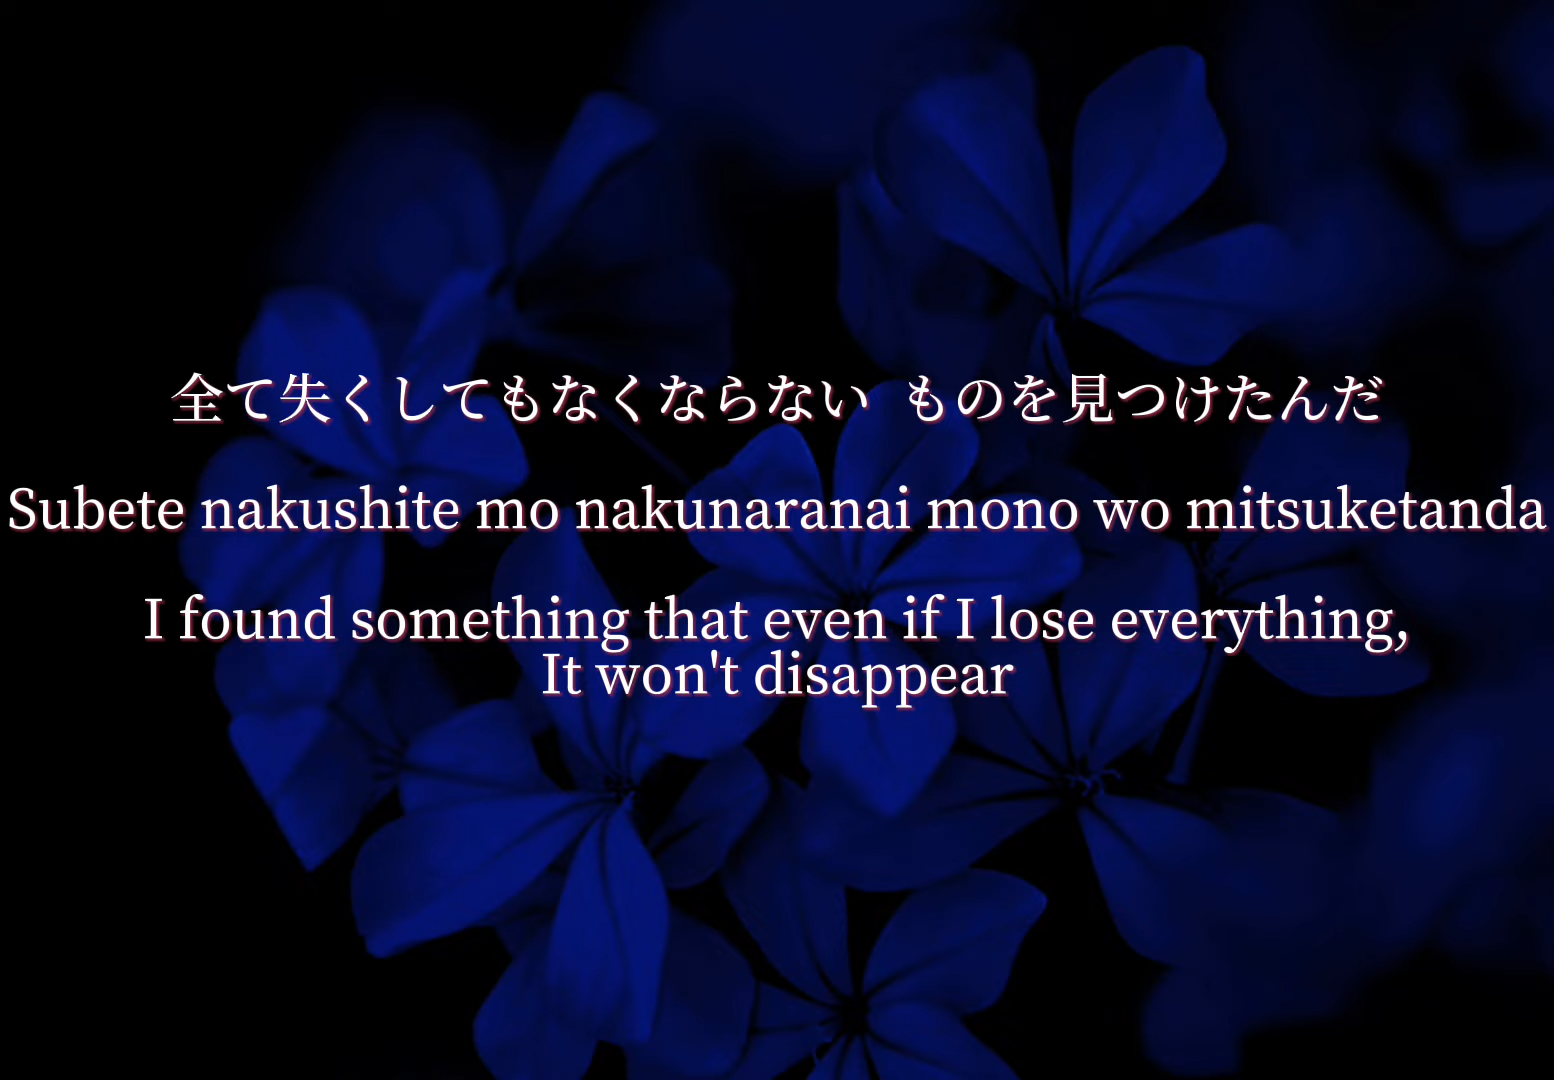 全て失くしてもなくならない ものを見つけたんだ
Subete nakushite mo nakunaranai mono wo mitsuketanda
I found something that even if I lose everything,
It won't disappear